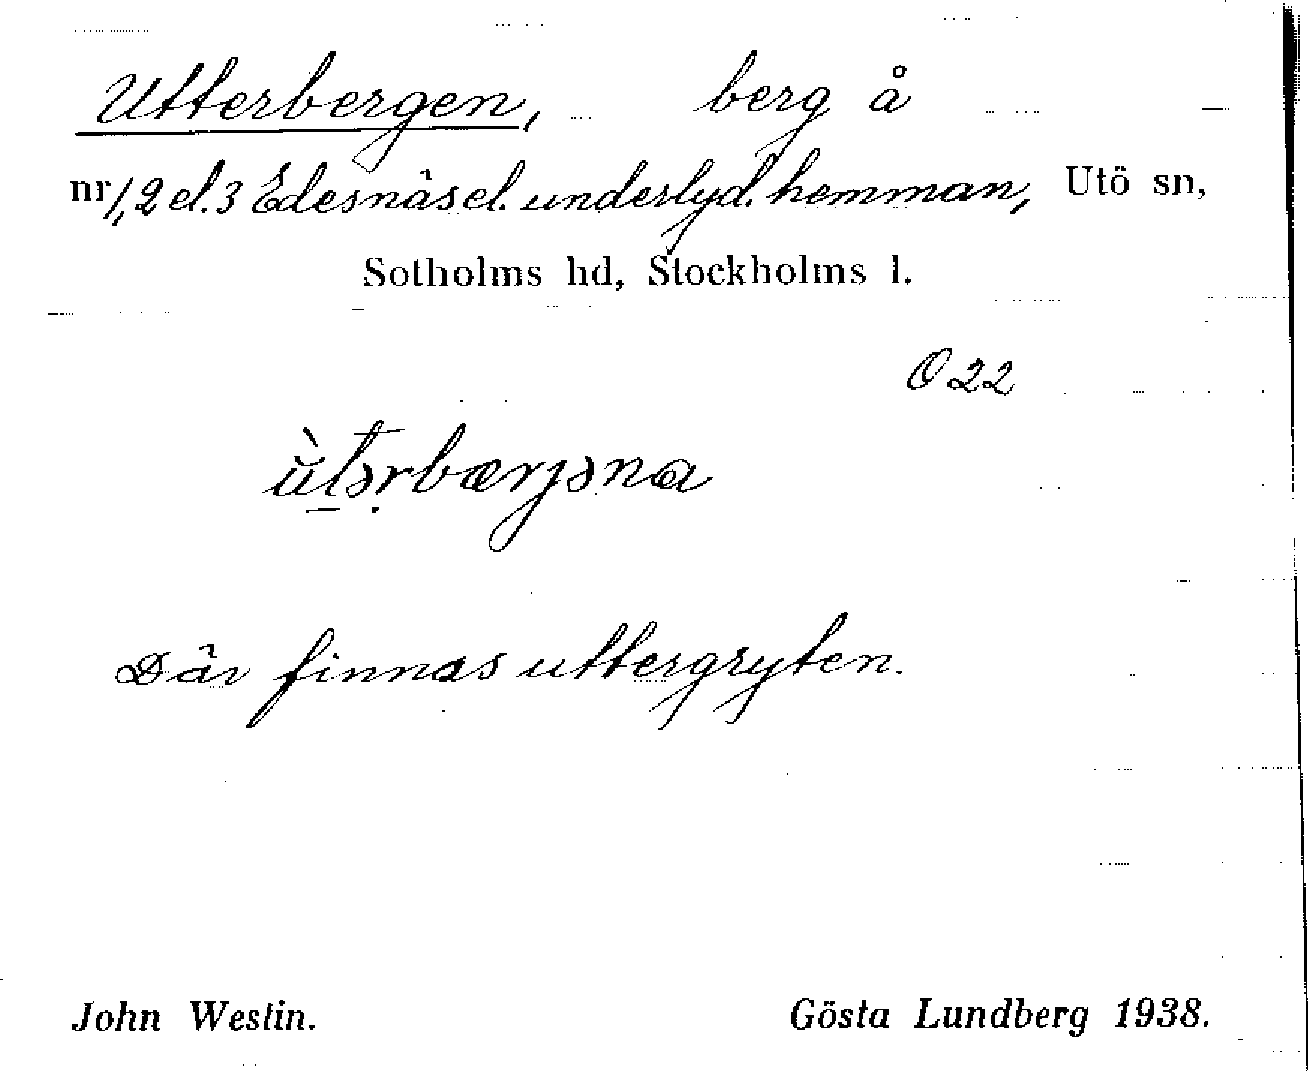 Utterbergen, berg å
nr 1, 2 el. 3 Edesnäs el. underlyd. hemman, Utö sn,
Sotholms hd, Stockholms l.
O 22
ùtərbærjəna
Där finnas uttergryten.
John Westin. Gösta Lundberg 1938.